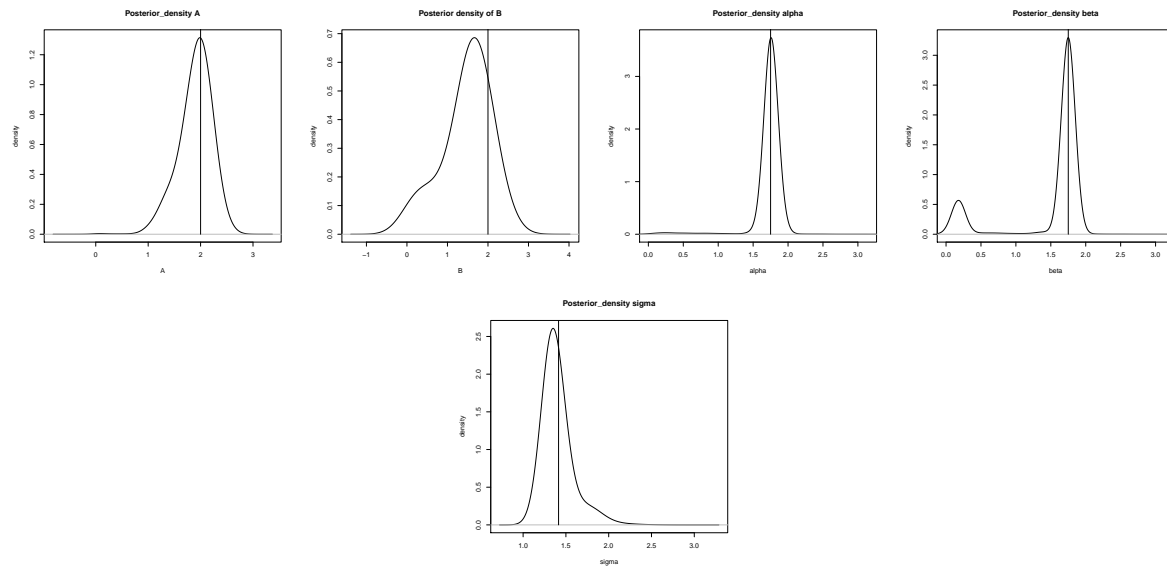 Posterior_density A
density
0.0 0.2 0.4 0.6 0.8 1.0 1.2
0 1 2 3
A
Posterior density of B
density
0.0 0.1 0.2 0.3 0.4 0.5 0.6 0.7
−1 0 1 2 3 4
B
Posterior_density alpha
density
0 1 2 3
0.0 0.5 1.0 1.5 2.0 2.5 3.0
alpha
Posterior_density beta
density
0.0 0.5 1.0 1.5 2.0 2.5 3.0
0.0 0.5 1.0 1.5 2.0 2.5 3.0
beta
Posterior_density sigma
density
0.0 0.5 1.0 1.5 2.0 2.5
1.0 1.5 2.0 2.5 3.0
sigma